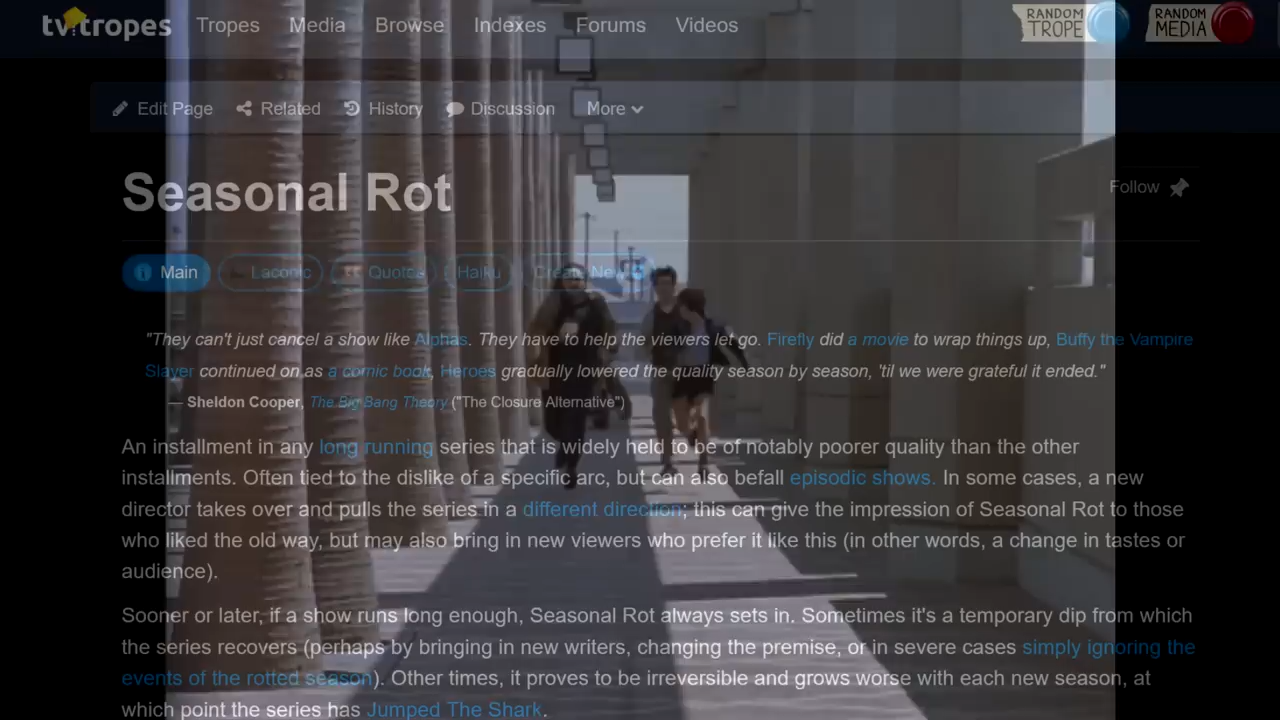 tvtropes Tropes Media Browse Indexes Forums Videos RANDOM TROPE RANDOM MEDIA
Edit Page Related History Discussion More
Seasonal Rot
Follow
Main Laconic Quotes Haiku Create New
"They can't just cancel a show like Alphas. They have to help the viewers let go. Firefly did a movie to wrap things up, Buffy the Vampire
Slayer continued on as a comic book, Heroes gradually lowered the quality season by season, 'til we were grateful it ended."
— Sheldon Cooper, The Big Bang Theory ("The Closure Alternative")
An installment in any long running series that is widely held to be of notably poorer quality than the other
installments. Often tied to the dislike of a specific arc, but can also befall episodic shows. In some cases, a new
director takes over and pulls the series in a different direction; this can give the impression of Seasonal Rot to those
who liked the old way, but may also bring in new viewers who prefer it like this (in other words, a change in tastes or
audience).
Sooner or later, if a show runs long enough, Seasonal Rot always sets in. Sometimes it's a temporary dip from which
the series recovers (perhaps by bringing in new writers, changing the premise, or in severe cases simply ignoring the
events of the rotted season). Other times, it proves to be irreversible and grows worse with each new season, at
which point the series has Jumped The Shark.